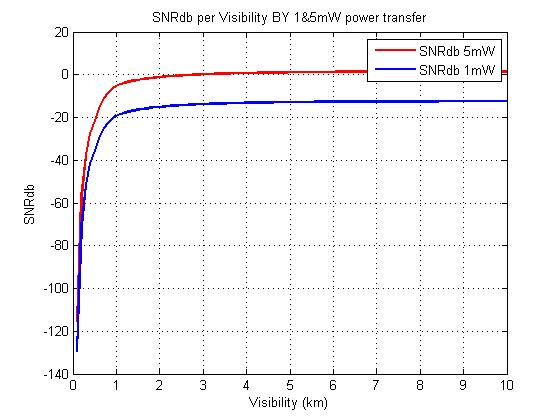 SNRdb per Visibility BY 1&5mW power transfer
20
SNRdb 5mW
SNRdb 1mW
0
-20
-40
-60
-80
-100
-120
-140
SNRdb
0 1 2 3 4 5 6 7 8 9 10
Visibility (km)